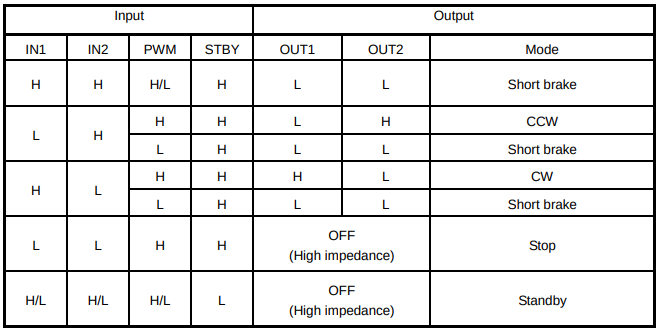 Input Output
IN1 IN2 PWM STBY OUT1 OUT2 Mode
H H H/L H L L Short brake
L H H H L H CCW
L H L L Short brake
H L H H H L CW
L H L L Short brake
L L H H OFF
(High impedance) Stop
H/L H/L H/L L OFF
(High impedance) Standby